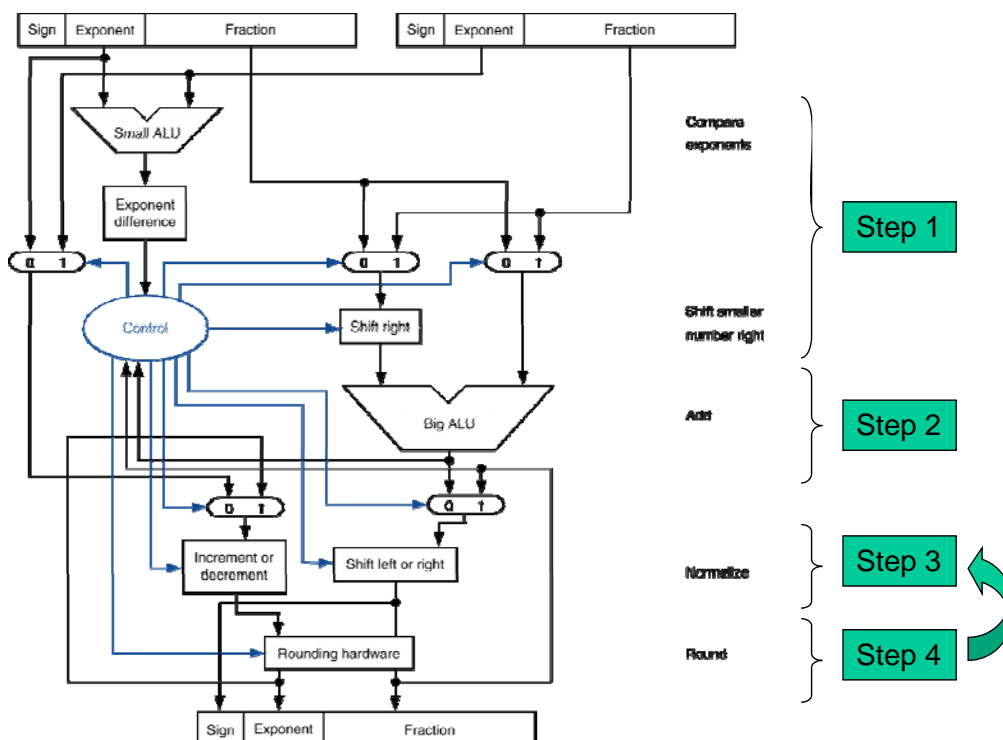 Sign Exponent Fraction Sign Exponent Fraction
Small ALU
Compare
exponents
Exponent
difference
Step 1
0 1 0 1 0 1
Control
Shift right
Shift smaller
number right
Big ALU
Add
Step 2
0 1 0 1
Increment or
decrement
Shift left or right
Normalize
Step 3
Rounding hardware
Round
Step 4
Sign Exponent Fraction